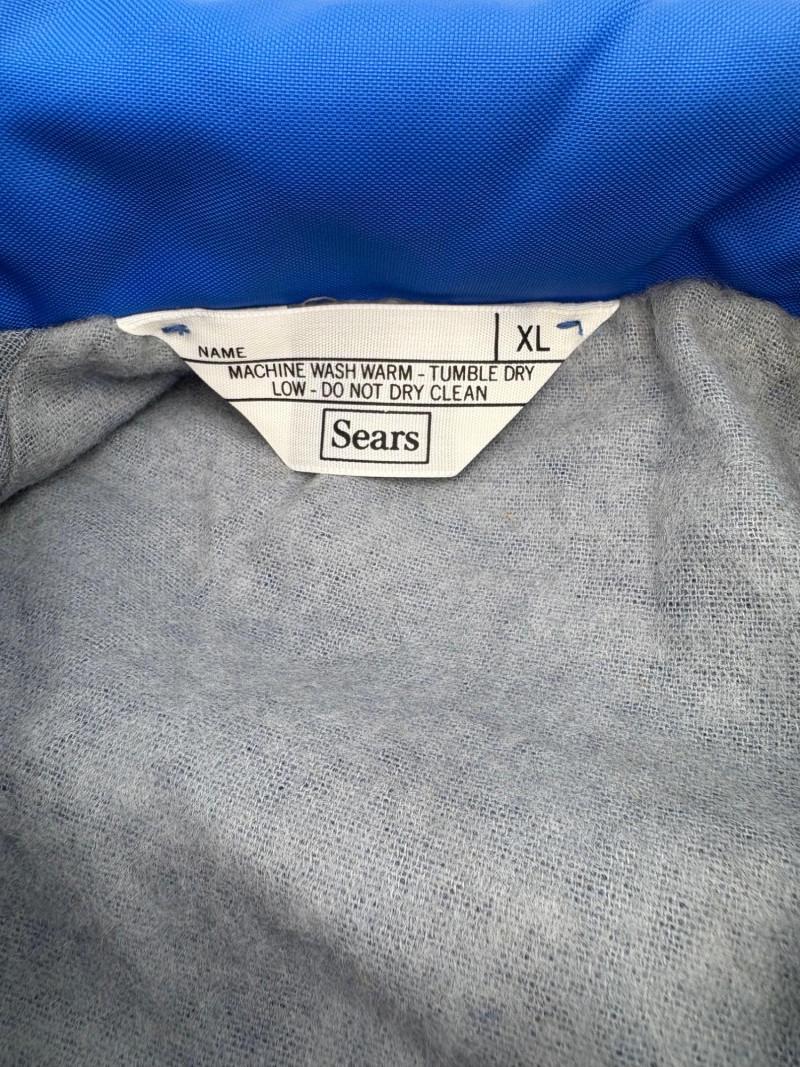 NAME XL
MACHINE WASH WARM - TUMBLE DRY
LOW - DO NOT DRY CLEAN
Sears